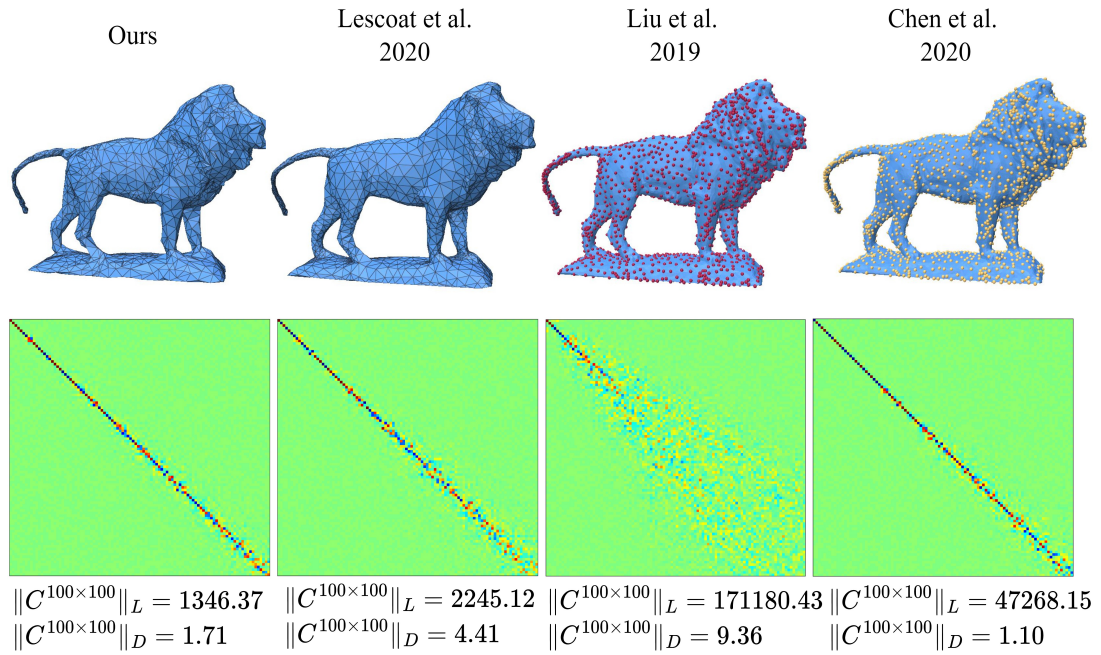 Ours
Lescoat et al.
2020
Liu et al.
2019
Chen et al.
2020
‖C^{100×100}‖_L = 1346.37
‖C^{100×100}‖_D = 1.71
‖C^{100×100}‖_L = 2245.12
‖C^{100×100}‖_D = 4.41
‖C^{100×100}‖_L = 171180.43
‖C^{100×100}‖_D = 9.36
‖C^{100×100}‖_L = 47268.15
‖C^{100×100}‖_D = 1.10